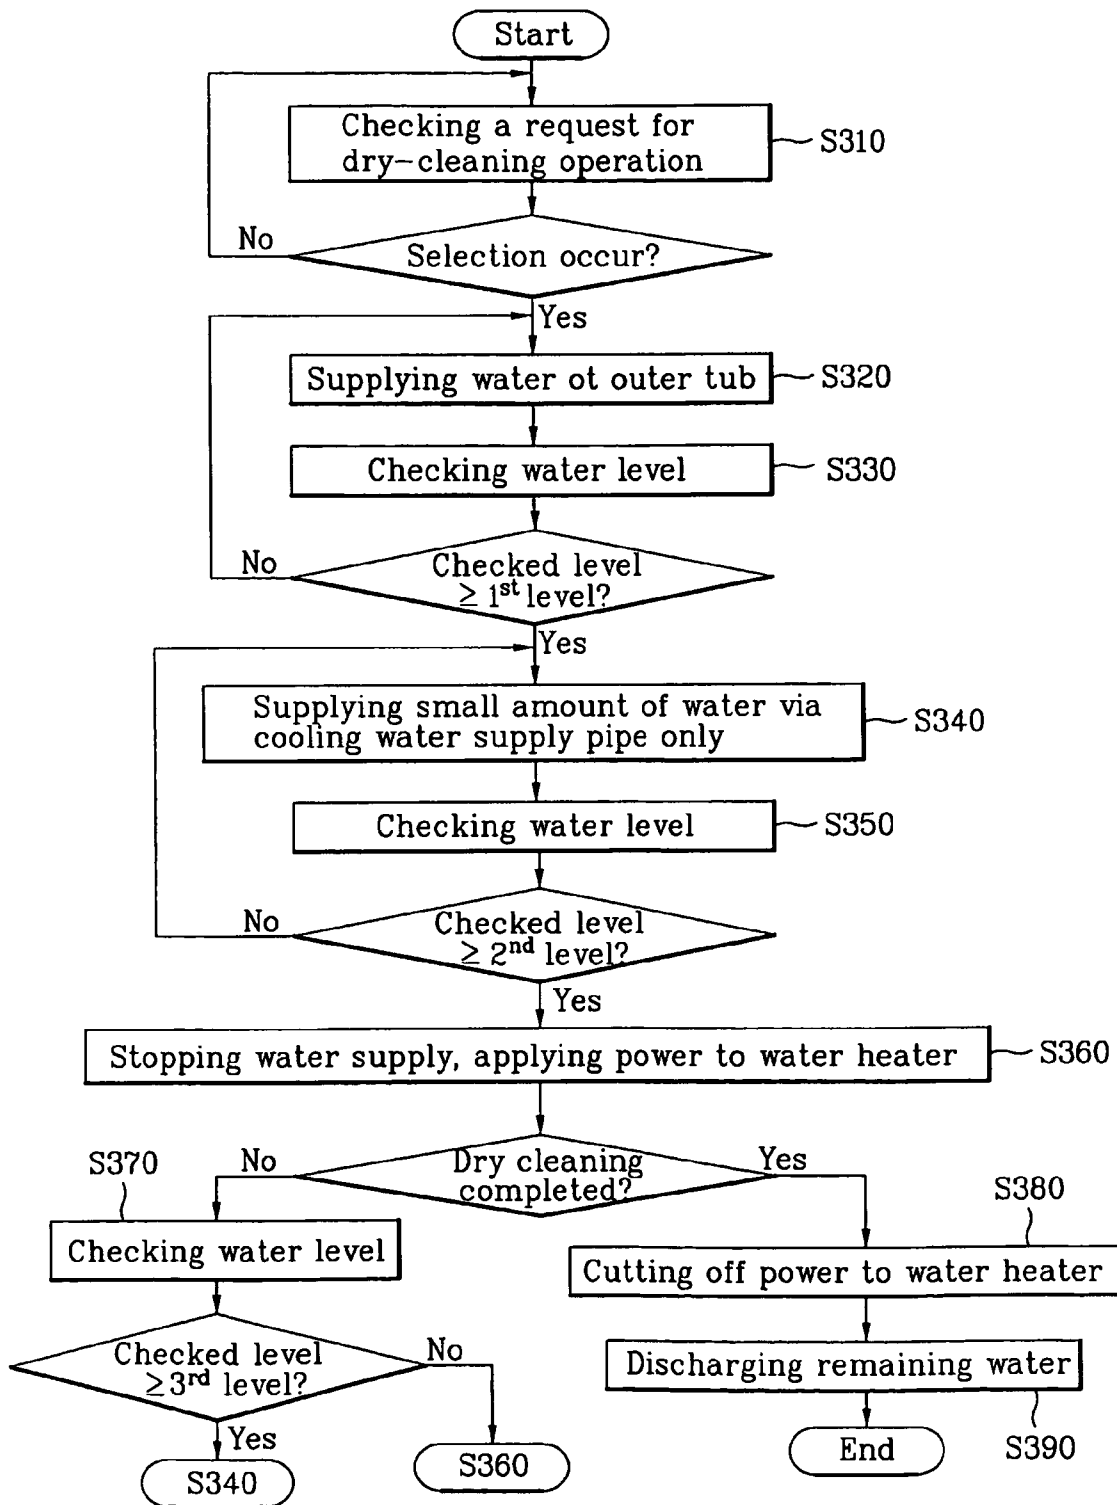 Start
Checking a request for
dry-cleaning operation
S310
No
Selection occur?
Yes
Supplying water ot outer tub
S320
Checking water level
S330
No
Checked level
≥ 1st level?
Yes
Supplying small amount of water via
cooling water supply pipe only
S340
Checking water level
S350
No
Checked level
≥ 2nd level?
Yes
Stopping water supply, applying power to water heater
S360
S370
No
Dry cleaning
completed?
Yes
S380
Checking water level
Cutting off power to water heater
Checked level
≥3rd level?
No
Discharging remaining water
S390
Yes
S340
S360
End